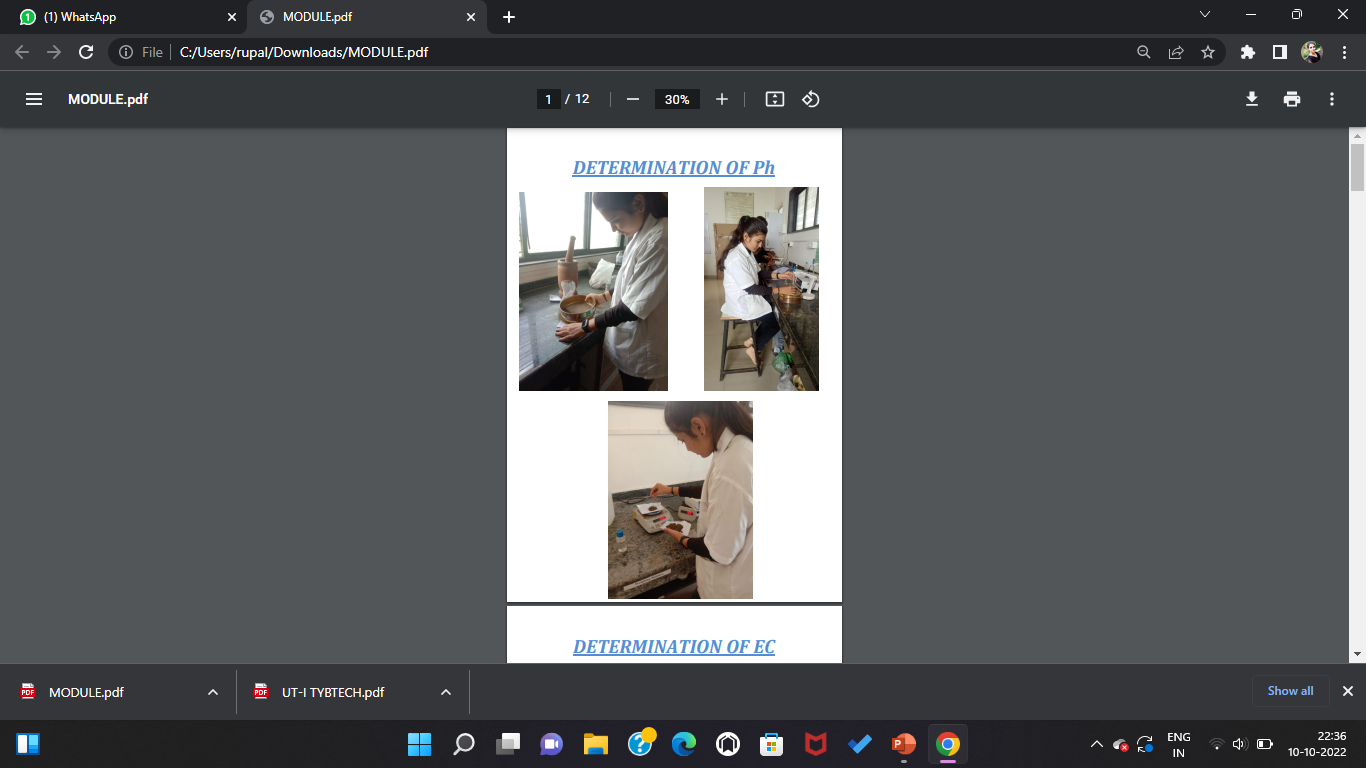 (1) WhatsApp
MODULE.pdf
File
C:/Users/rupal/Downloads/MODULE.pdf
MODULE.pdf
1 / 12
30%
DETERMINATION OF Ph
DETERMINATION OF EC
MODULE.pdf
UT-I TYBTECH.pdf
Show all
ENG
IN
22:36
10-10-2022